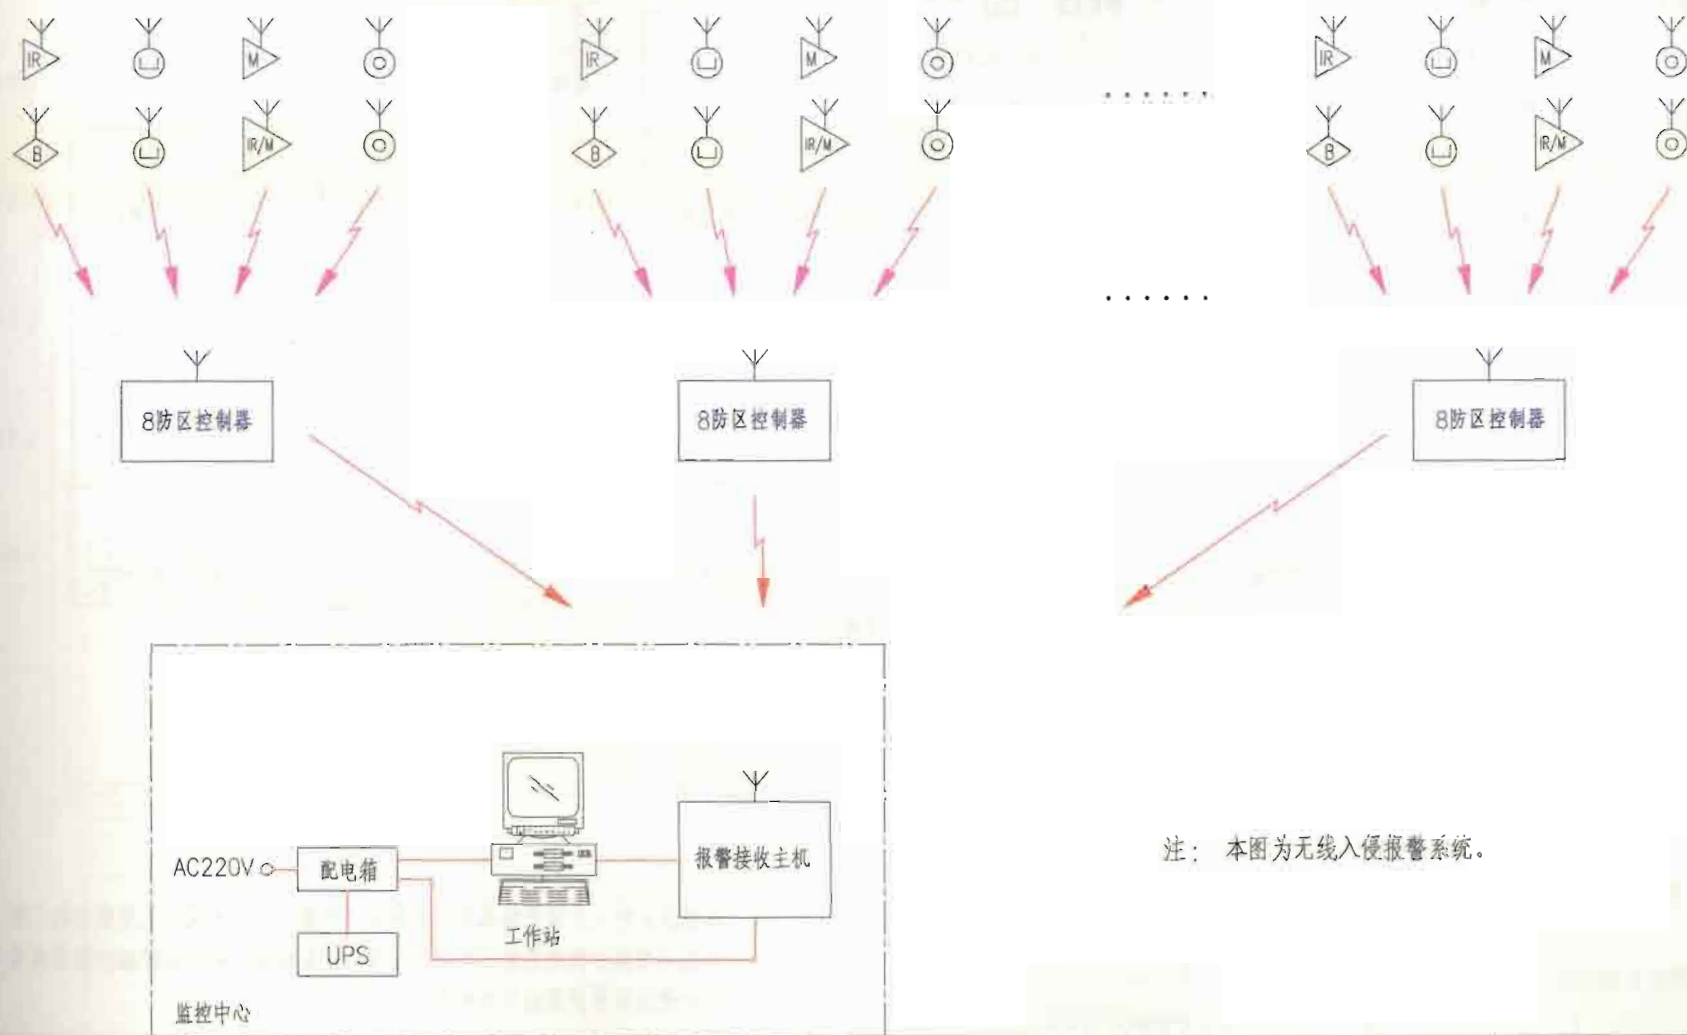 IR M IR M IR M
B IR/M B IR/M B IR/M
8防区控制器 8防区控制器 8防区控制器
报警接收主机
注： 本图为无线入侵报警系统。
AC220V 配电箱
工作站
UPS
监控中心